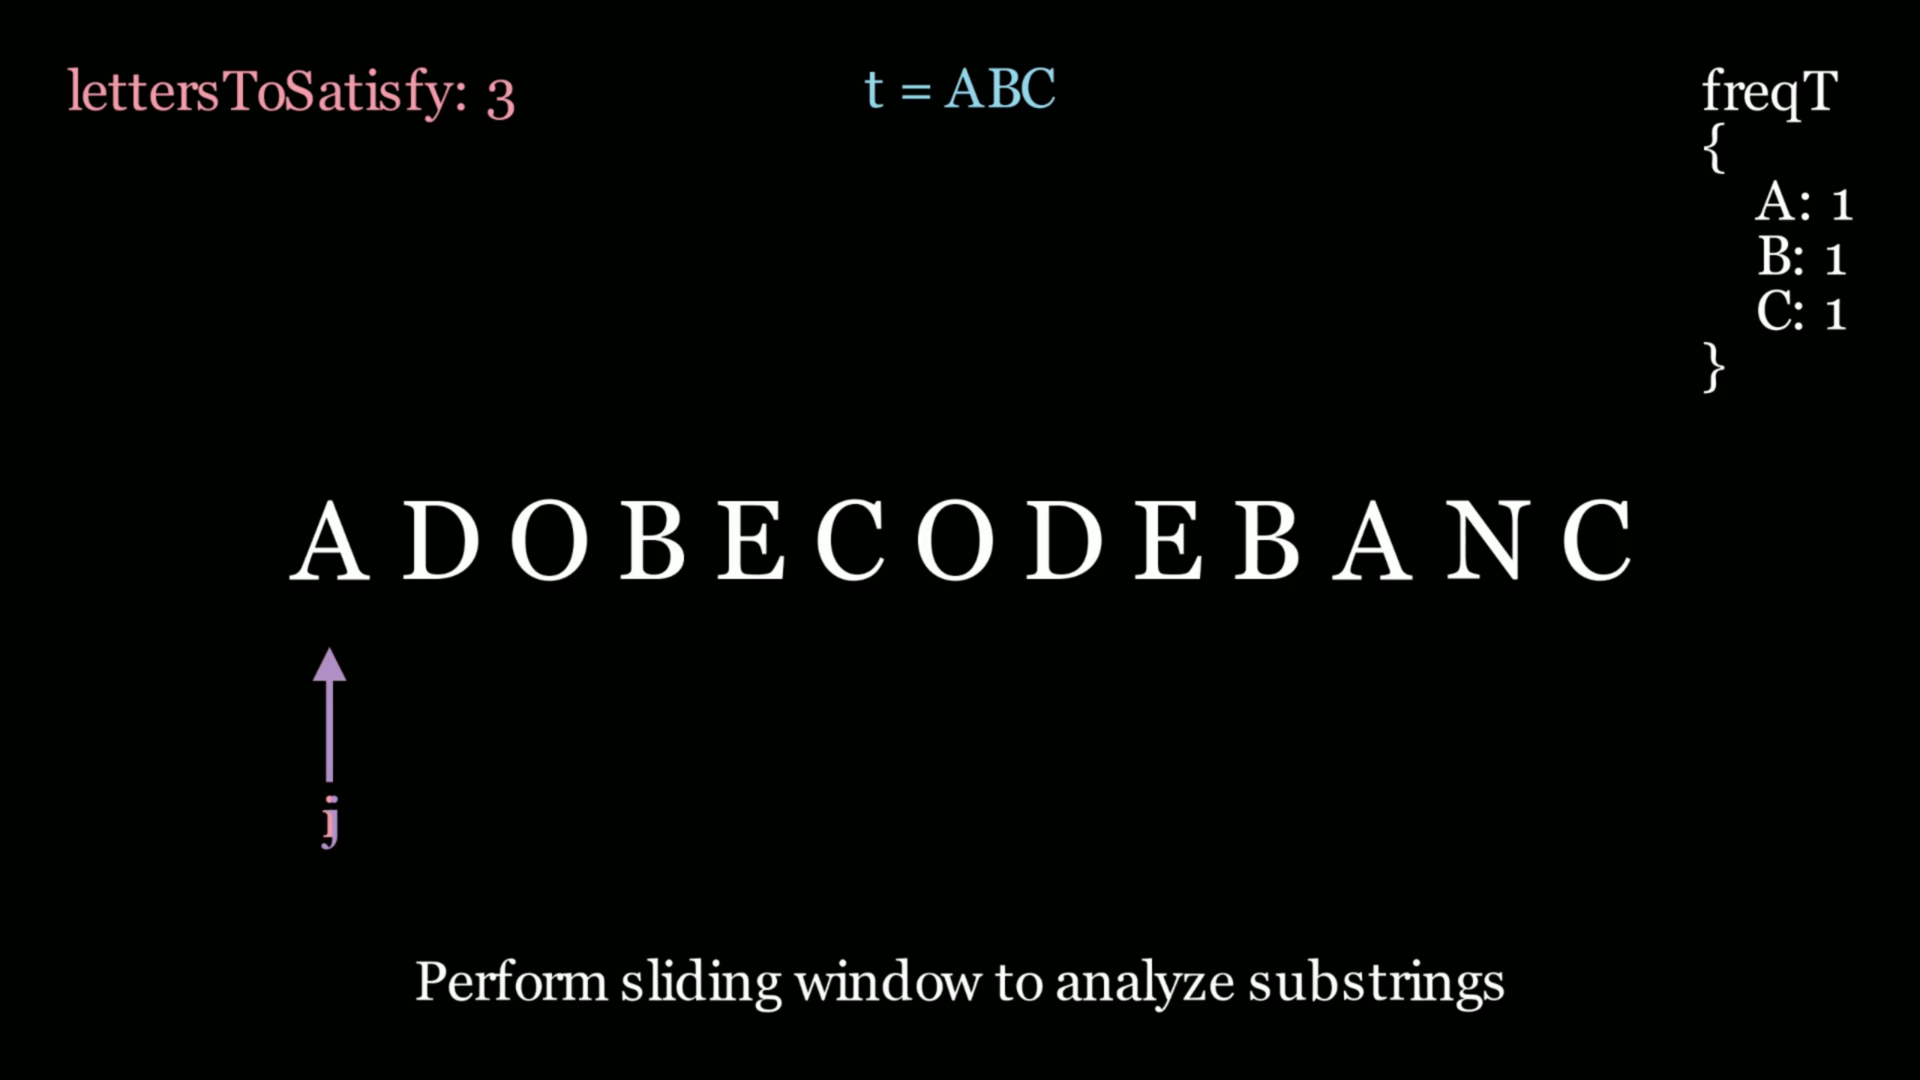 lettersToSatisfy: 3
t = ABC
freqT
{
A: 1
B: 1
C: 1
}
A D O B E C O D E B A N C
j
Perform sliding window to analyze substrings